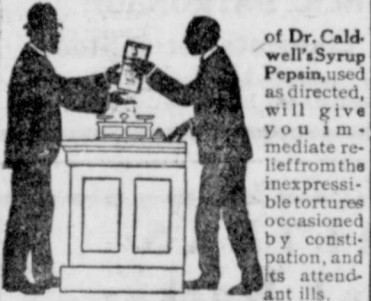 of Dr. Cald-
well's Syrup
Pepsin, used
as directed,
will give
you im-
mediate re-
lief from the
inexpressi-
ble tortures
occasioned
by consti-
pation, and
its attend-
ant ills.